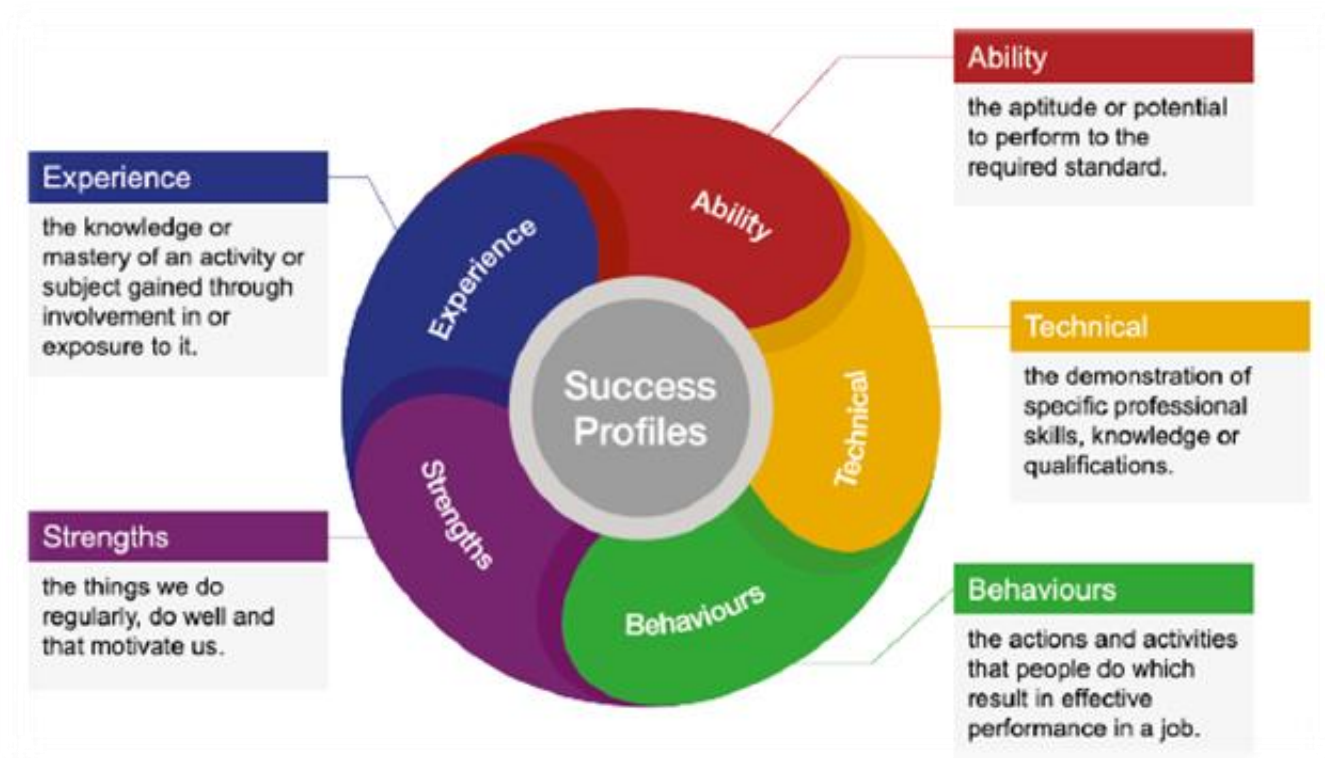 Ability
the aptitude or potential
to perform to the
required standard.
Experience
the knowledge or
mastery of an activity or
subject gained through
involvement in or
exposure to it.
Ability
Experience
Technical
the demonstration of
specific professional
skills, knowledge or
qualifications.
Success
Profiles
Technical
Strengths
Behaviours
Strengths
the things we do
regularly, do well and
that motivate us.
Behaviours
the actions and activities
that people do which
result in effective
performance in a job.